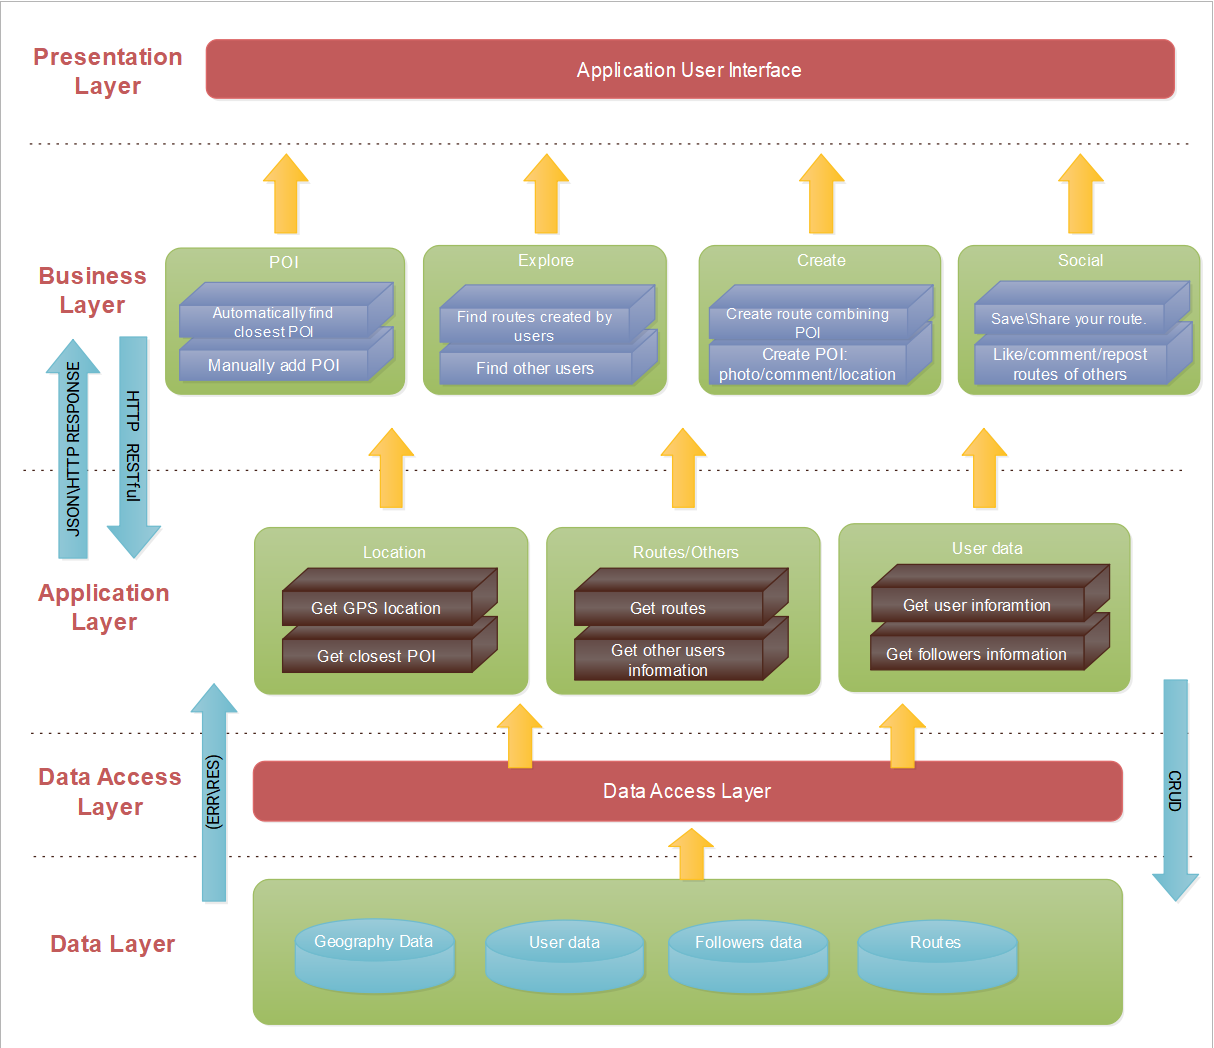 Presentation
Layer
Application User Interface
Business
Layer
POI
Automatically find
closest POI
Manually add POI
Explore
Find routes created by
users
Find other users
Create
Create route combining
POI
Create POI:
photo/comment/location
Social
Save\Share your route.
Like/comment/repost
routes of others
JSON\HTTP RESPONSE
HTTP RESTful
Application
Layer
Location
Get GPS location
Get closest POI
Routes/Others
Get routes
Get other users
information
User data
Get user inforamtion
Get followers information
(ERR\RES)
CRUD
Data Access
Layer
Data Access Layer
Data Layer
Geography Data
User data
Followers data
Routes